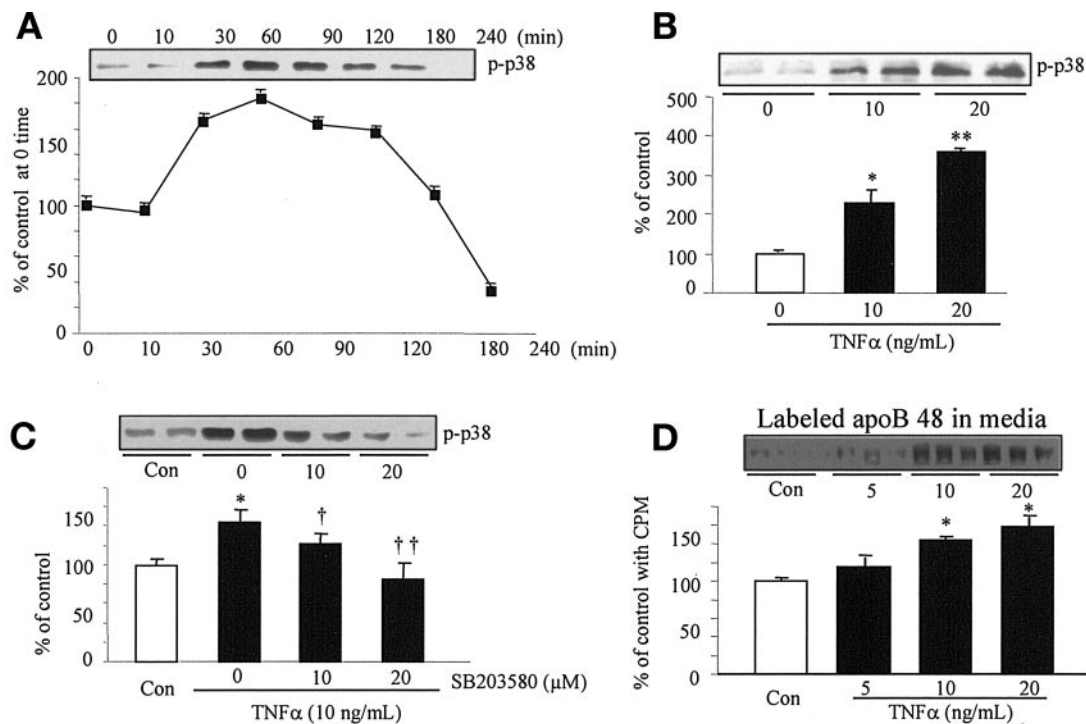 A
0 10 30 60 90 120 180 240 (min)
p-p38
200
150
100
50
0
% of control at 0 time
0 10 30 60 90 120 180 240 (min)
B
p-p38
0 10 20
500
400
300
200
100
0
% of control
* **
0 10 20
TNFα (ng/mL)
C
p-p38
Con 0 10 20
150
100
50
0
% of control
* † ††
Con 0 10 20 SB203580 (µM)
TNFα (10 ng/mL)
D
Labeled apoB 48 in media
Con 5 10 20
150
100
50
0
% of control with CPM
* *
Con 5 10 20
TNFα (ng/mL)